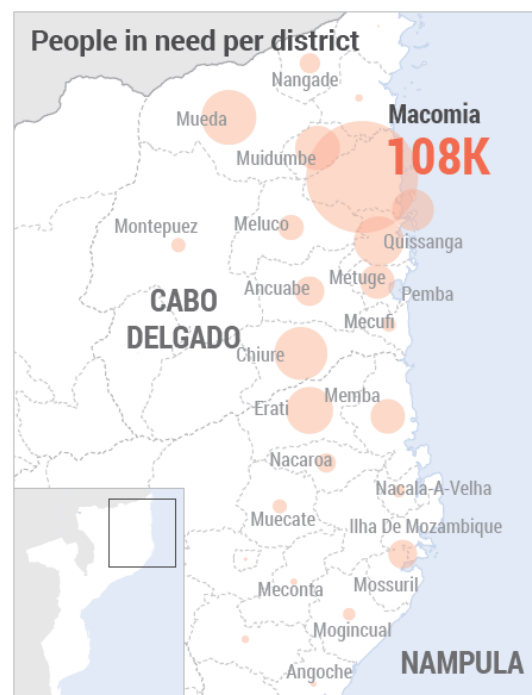 People in need per district
Nangade
Macomia
108K
Mueda
Muidumbe
Montepuez
Meluco
Quissanga
CABO
DELGADO
Ancuabe
Metuge
Pemba
Mecufi
Chiure
Erati
Memba
Nacaroa
Nacala-A-Velha
Muecate
Ilha De Mozambique
Meconta
Mossuril
Mogincual
Angoche
NAMPULA